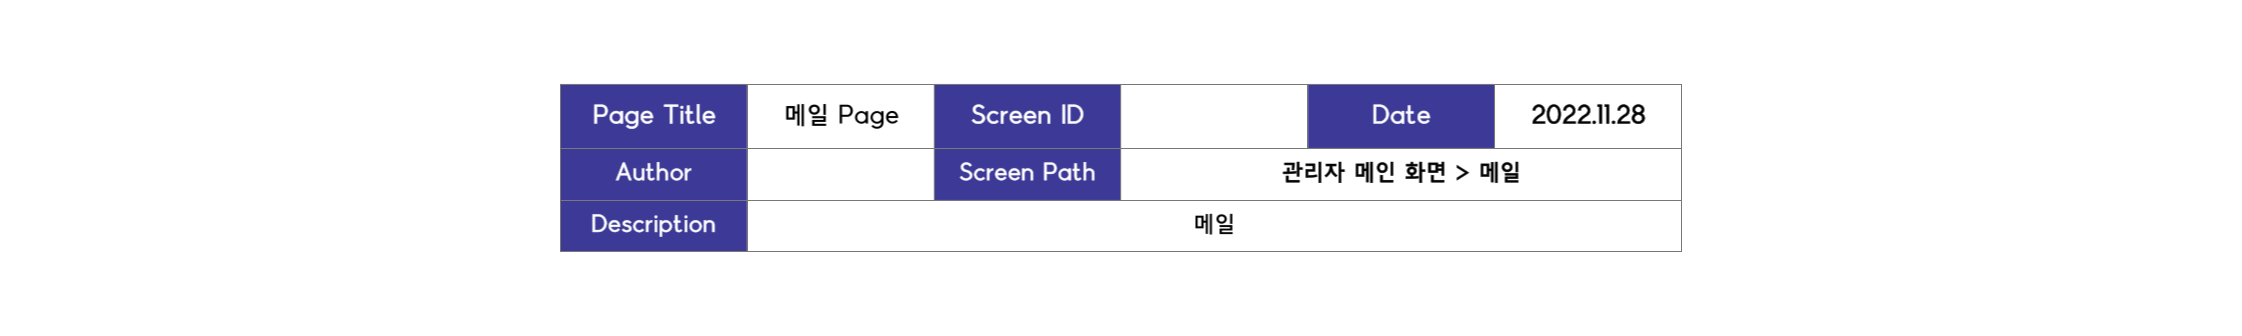 Page Title 메일 Page Screen ID Date 2022.11.28
Author Screen Path 관리자 메인 화면 > 메일
Description 메일